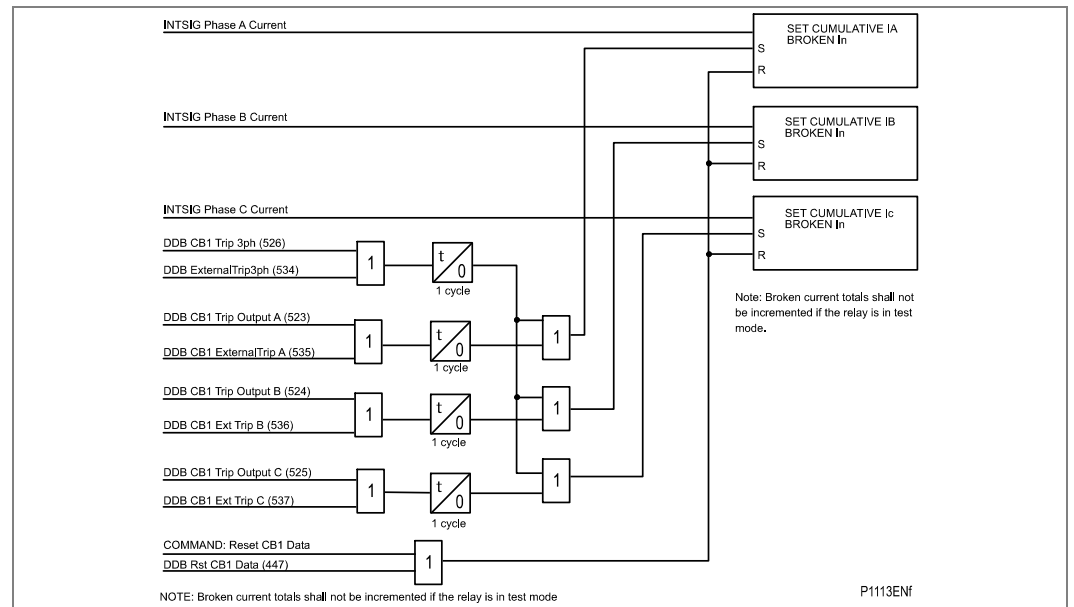 INTSIG Phase A Current
SET CUMULATIVE IA
BROKEN In
S
R
INTSIG Phase B Current
SET CUMULATIVE IB
BROKEN In
S
R
INTSIG Phase C Current
SET CUMULATIVE Ic
BROKEN In
S
R
DDB CB1 Trip 3ph (526)
DDB ExternalTrip3ph (534)
1
t
0
1 cycle
Note: Broken current totals shall not
be incremented if the relay is in test
mode.
DDB CB1 Trip Output A (523)
DDB CB1 ExternalTrip A (535)
1
t
0
1 cycle
1
DDB CB1 Trip Output B (524)
DDB CB1 Ext Trip B (536)
1
t
0
1 cycle
1
DDB CB1 Trip Output C (525)
DDB CB1 Ext Trip C (537)
1
t
0
1 cycle
1
COMMAND: Reset CB1 Data
DDB Rst CB1 Data (447)
1
NOTE: Broken current totals shall not be incremented if the relay is in test mode
P1113ENf